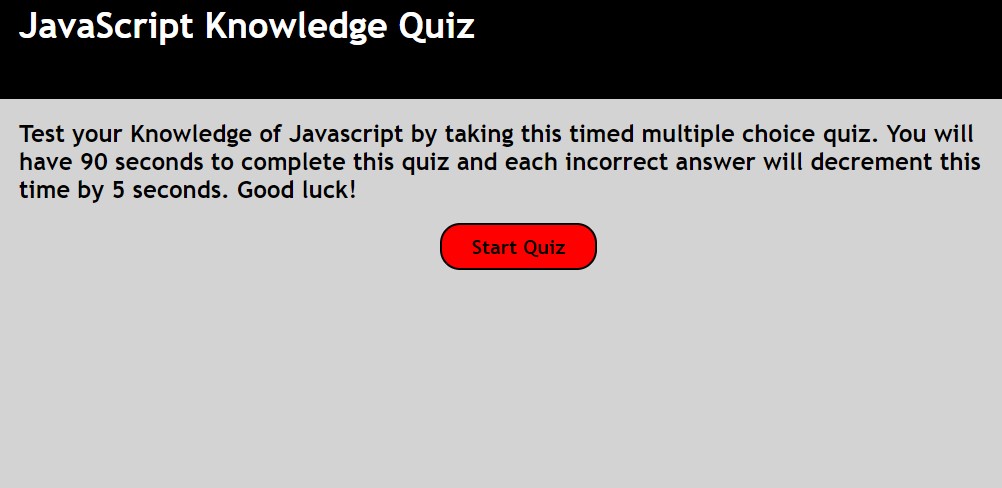 JavaScript Knowledge Quiz
Test your Knowledge of Javascript by taking this timed multiple choice quiz. You will
have 90 seconds to complete this quiz and each incorrect answer will decrement this
time by 5 seconds. Good luck!
Start Quiz